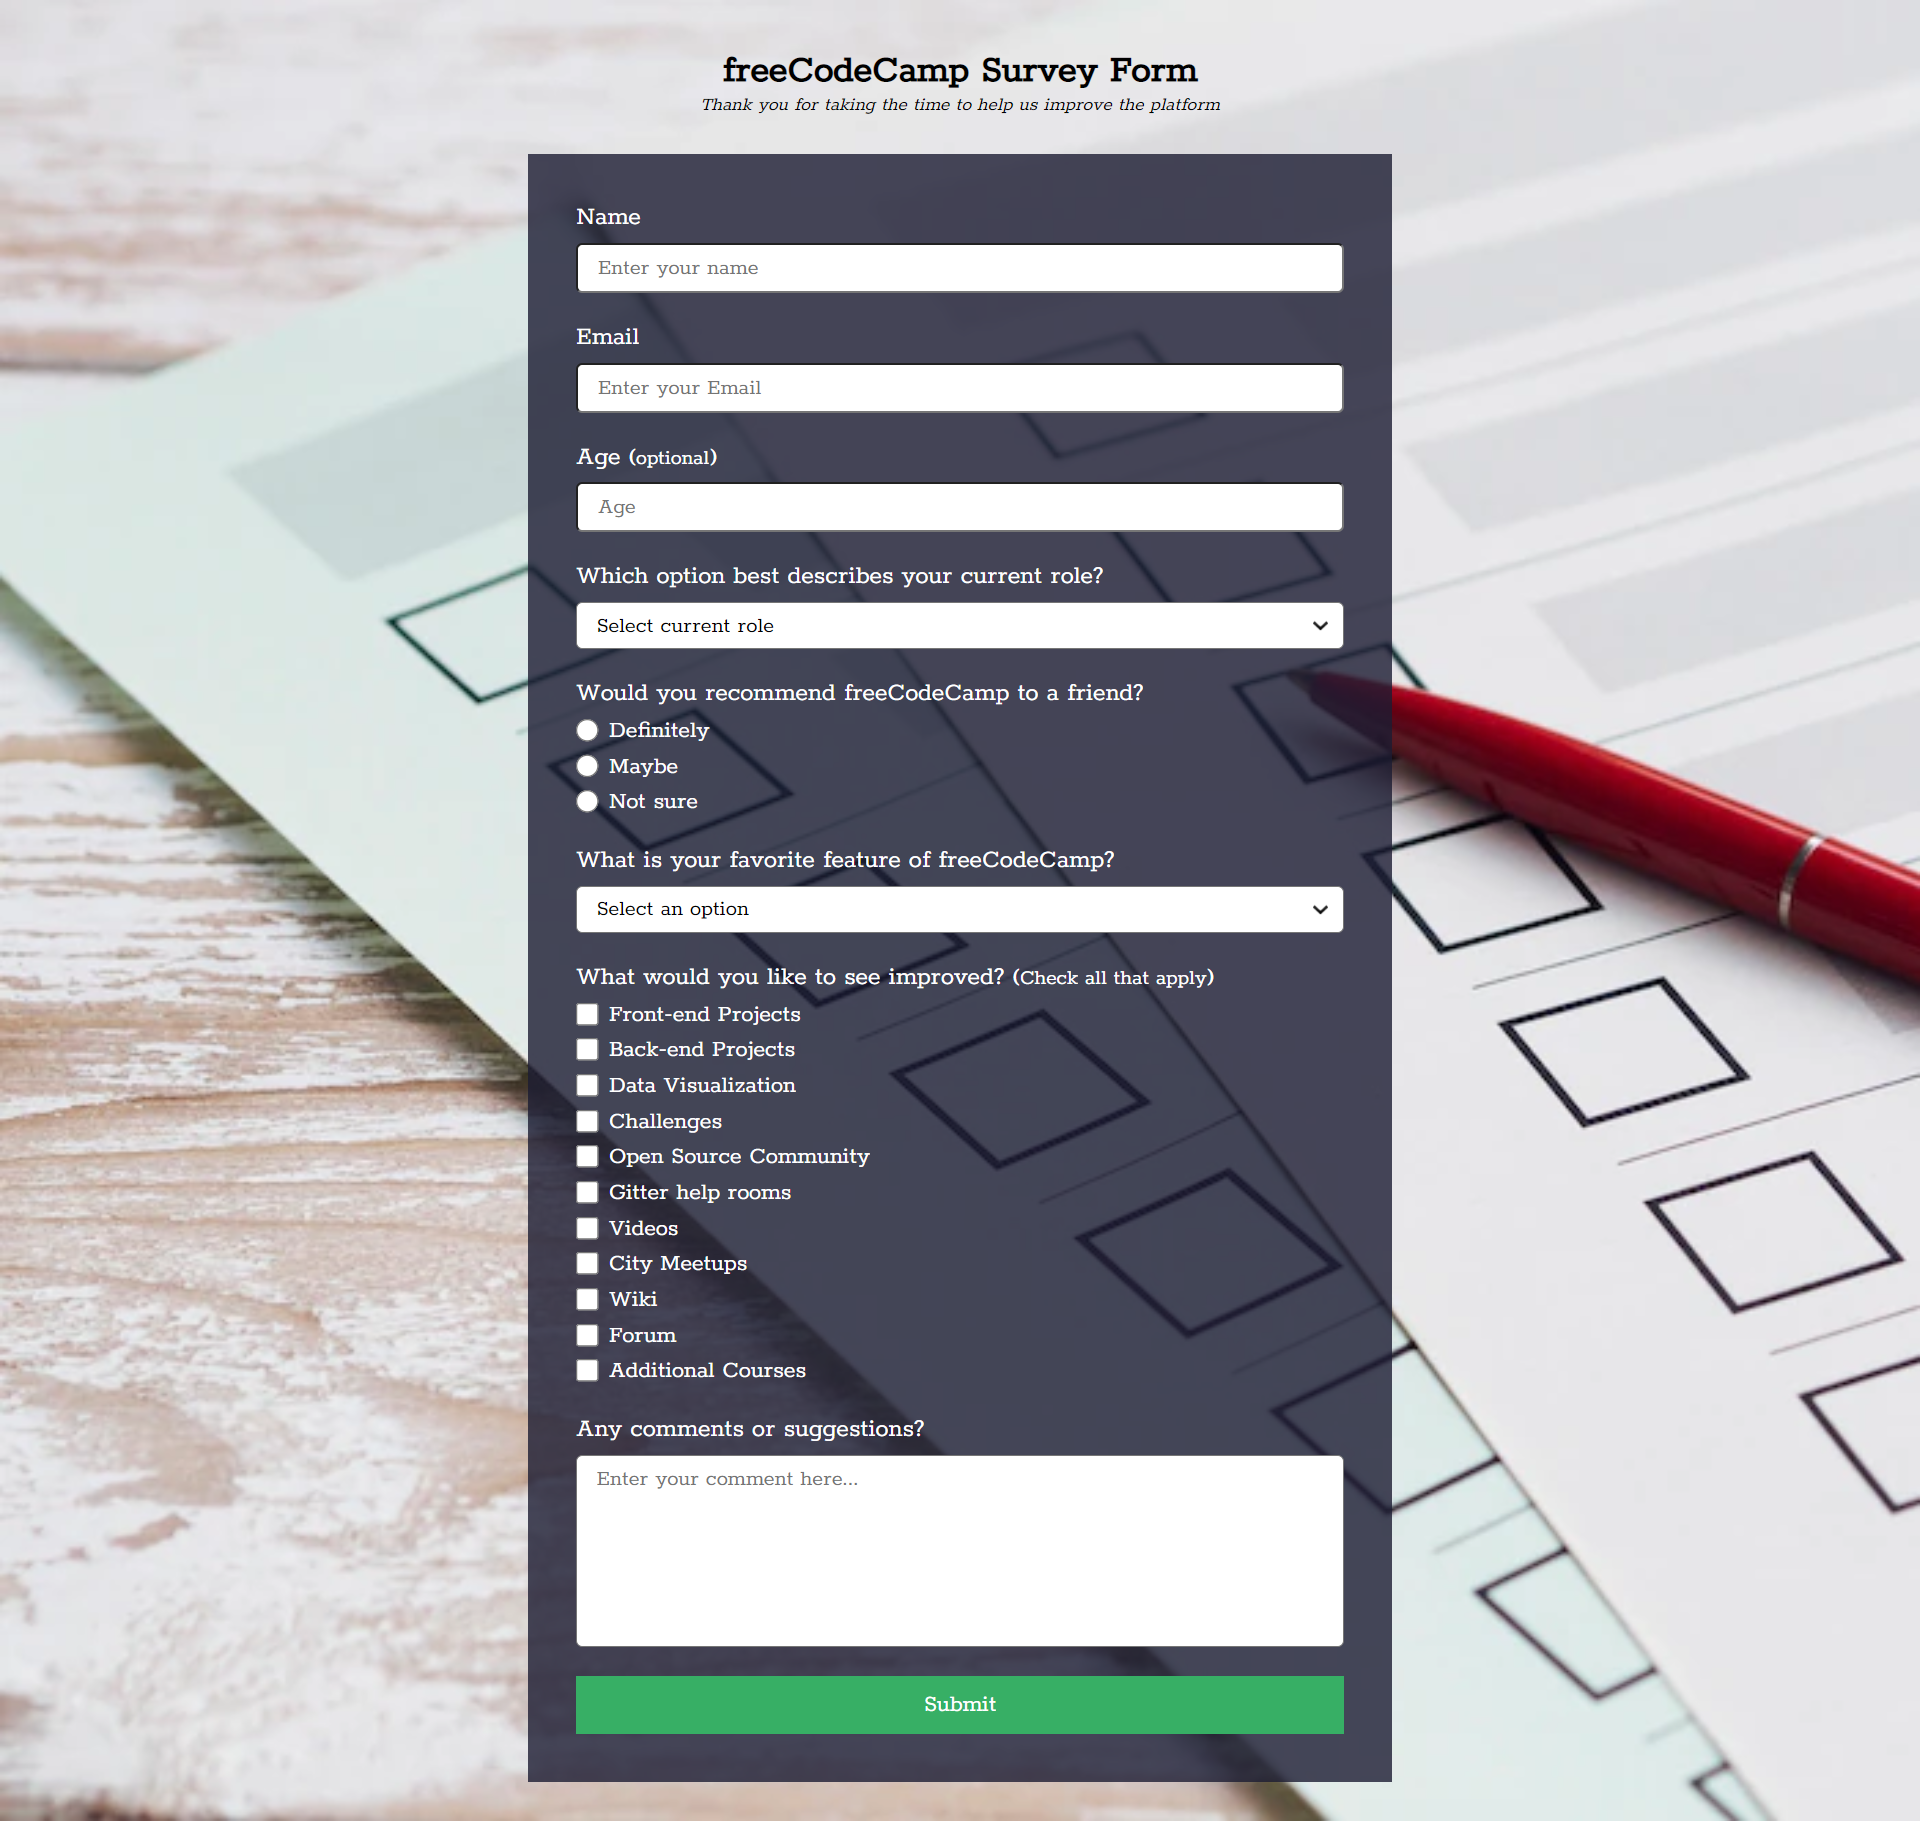 freeCodeCamp Survey Form
Thank you for taking the time to help us improve the platform
Name
Enter your name
Email
Enter your Email
Age (optional)
Age
Which option best describes your current role?
Select current role
Would you recommend freeCodeCamp to a friend?
Definitely
Maybe
Not sure
What is your favorite feature of freeCodeCamp?
Select an option
What would you like to see improved? (Check all that apply)
Front-end Projects
Back-end Projects
Data Visualization
Challenges
Open Source Community
Gitter help rooms
Videos
City Meetups
Wiki
Forum
Additional Courses
Any comments or suggestions?
Enter your comment here...
Submit